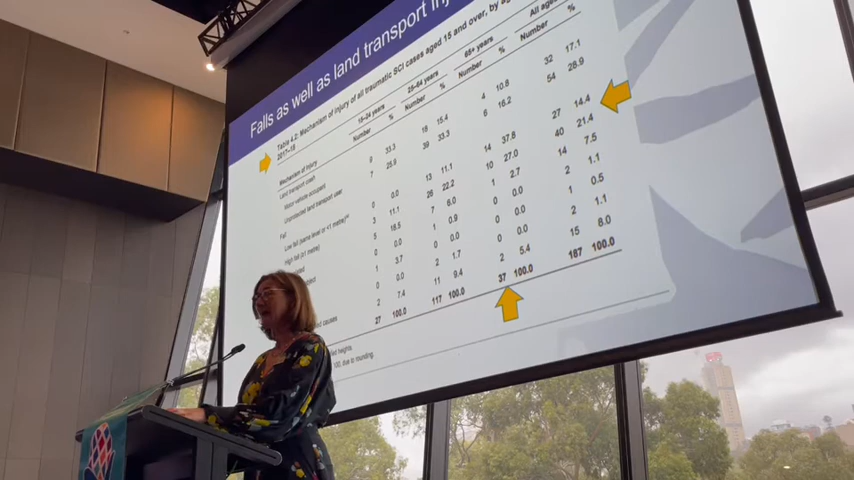 Falls as well as land transport
Table 4.2: Mechanism of injury of all traumatic SCI cases aged 15 and over, by
2017–18
15–24 years 25–64 years 65+ years All ages
Number % Number % Number % Number %
Mechanism of injury
Land transport crash
Motor vehicle occupant 9 33.3 18 15.4 4 10.8 32 17.1
Unprotected land transport user 7 25.9 39 33.3 6 16.2 54 28.9
Fall
Low fall (same level or <1 metre) 0 0.0 13 11.1 14 37.8 27 14.4
High fall (≥1 metre) 3 11.1 26 22.2 10 27.0 40 21.4
5 18.5 7 6.0 1 2.7 14 7.5
0 0.0 1 0.9 0 0.0 1 1.1
1 3.7 0 0.0 0 0.0 1 0.5
0 0.0 2 1.7 0 0.0 2 1.1
causes 2 7.4 11 9.4 2 5.4 15 8.0
27 100.0 117 100.0 37 100.0 187 100.0
heights.
100, due to rounding.